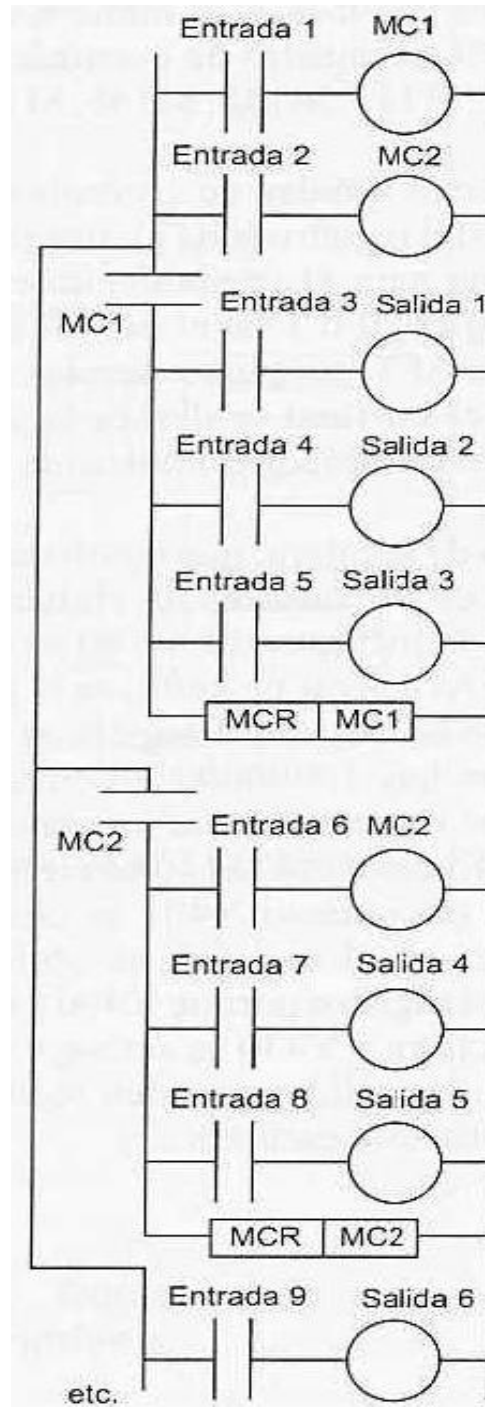 Entrada 1 MC1
Entrada 2 MC2
MC1
Entrada 3 Salida 1
Entrada 4 Salida 2
Entrada 5 Salida 3
MCR MC1
MC2
Entrada 6 MC2
Entrada 7 Salida 4
Entrada 8 Salida 5
MCR MC2
Entrada 9 Salida 6
etc.